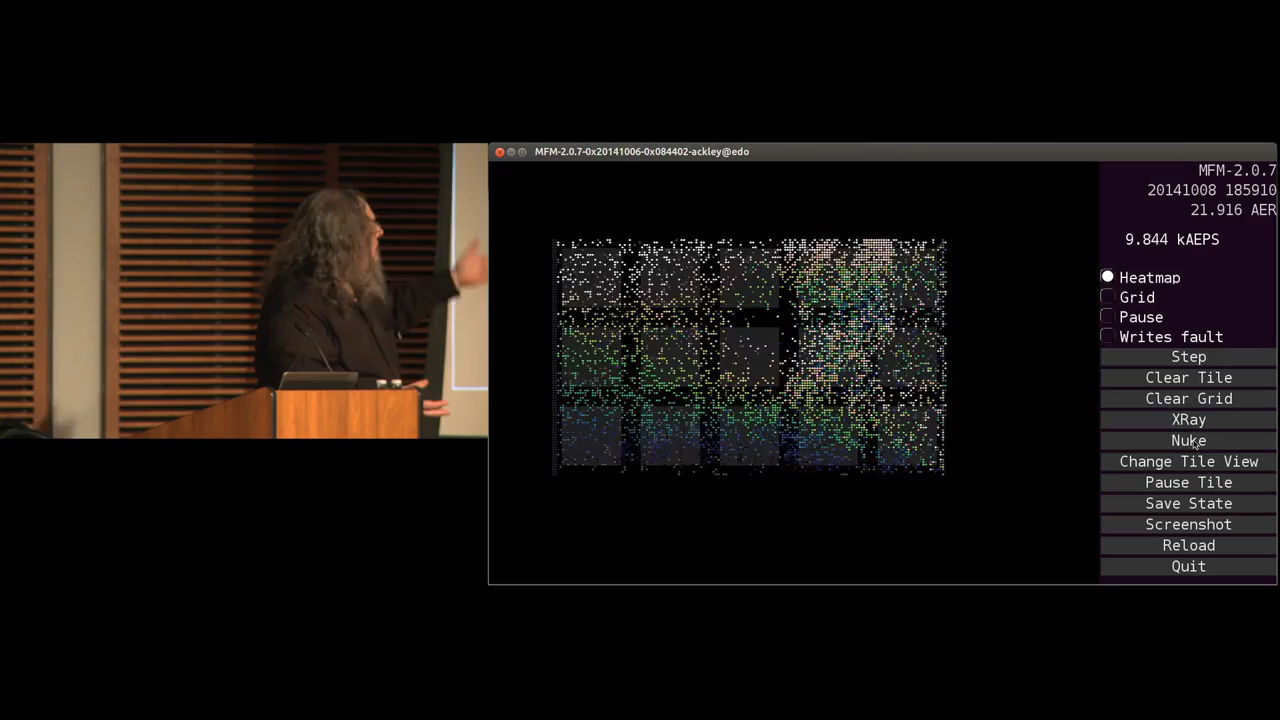 MFM-2.0.7-0x20141006-0x084402-ackley@edo
MFM-2.0.7
20141008 185910
21.916 AER
9.844 kAEPS
Heatmap
Grid
Pause
Writes fault
Step
Clear Tile
Clear Grid
XRay
Nuke
Change Tile View
Pause Tile
Save State
Screenshot
Reload
Quit